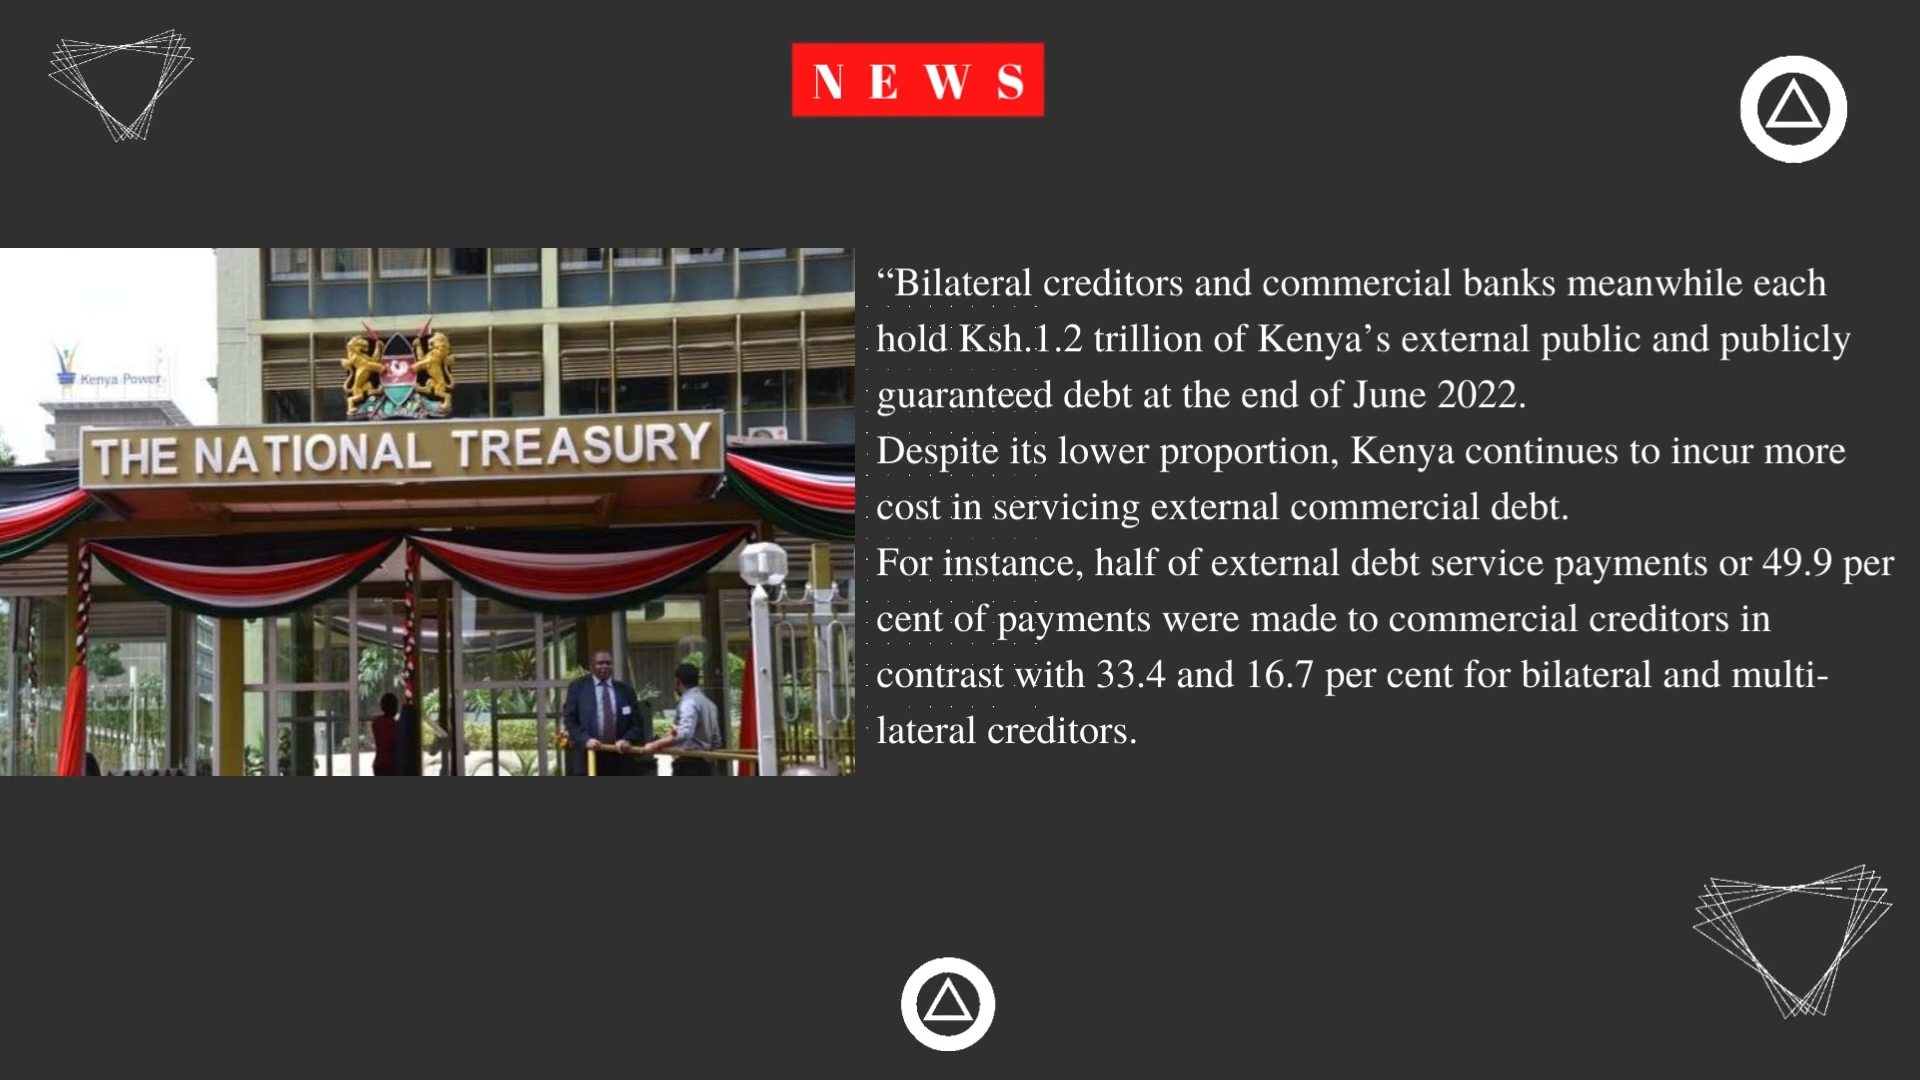 NEWS
Kenya Power
THE NATIONAL TREASURY
“Bilateral creditors and commercial banks meanwhile each
hold Ksh.1.2 trillion of Kenya’s external public and publicly
guaranteed debt at the end of June 2022.
Despite its lower proportion, Kenya continues to incur more
cost in servicing external commercial debt.
For instance, half of external debt service payments or 49.9 per
cent of payments were made to commercial creditors in
contrast with 33.4 and 16.7 per cent for bilateral and multi-
lateral creditors.